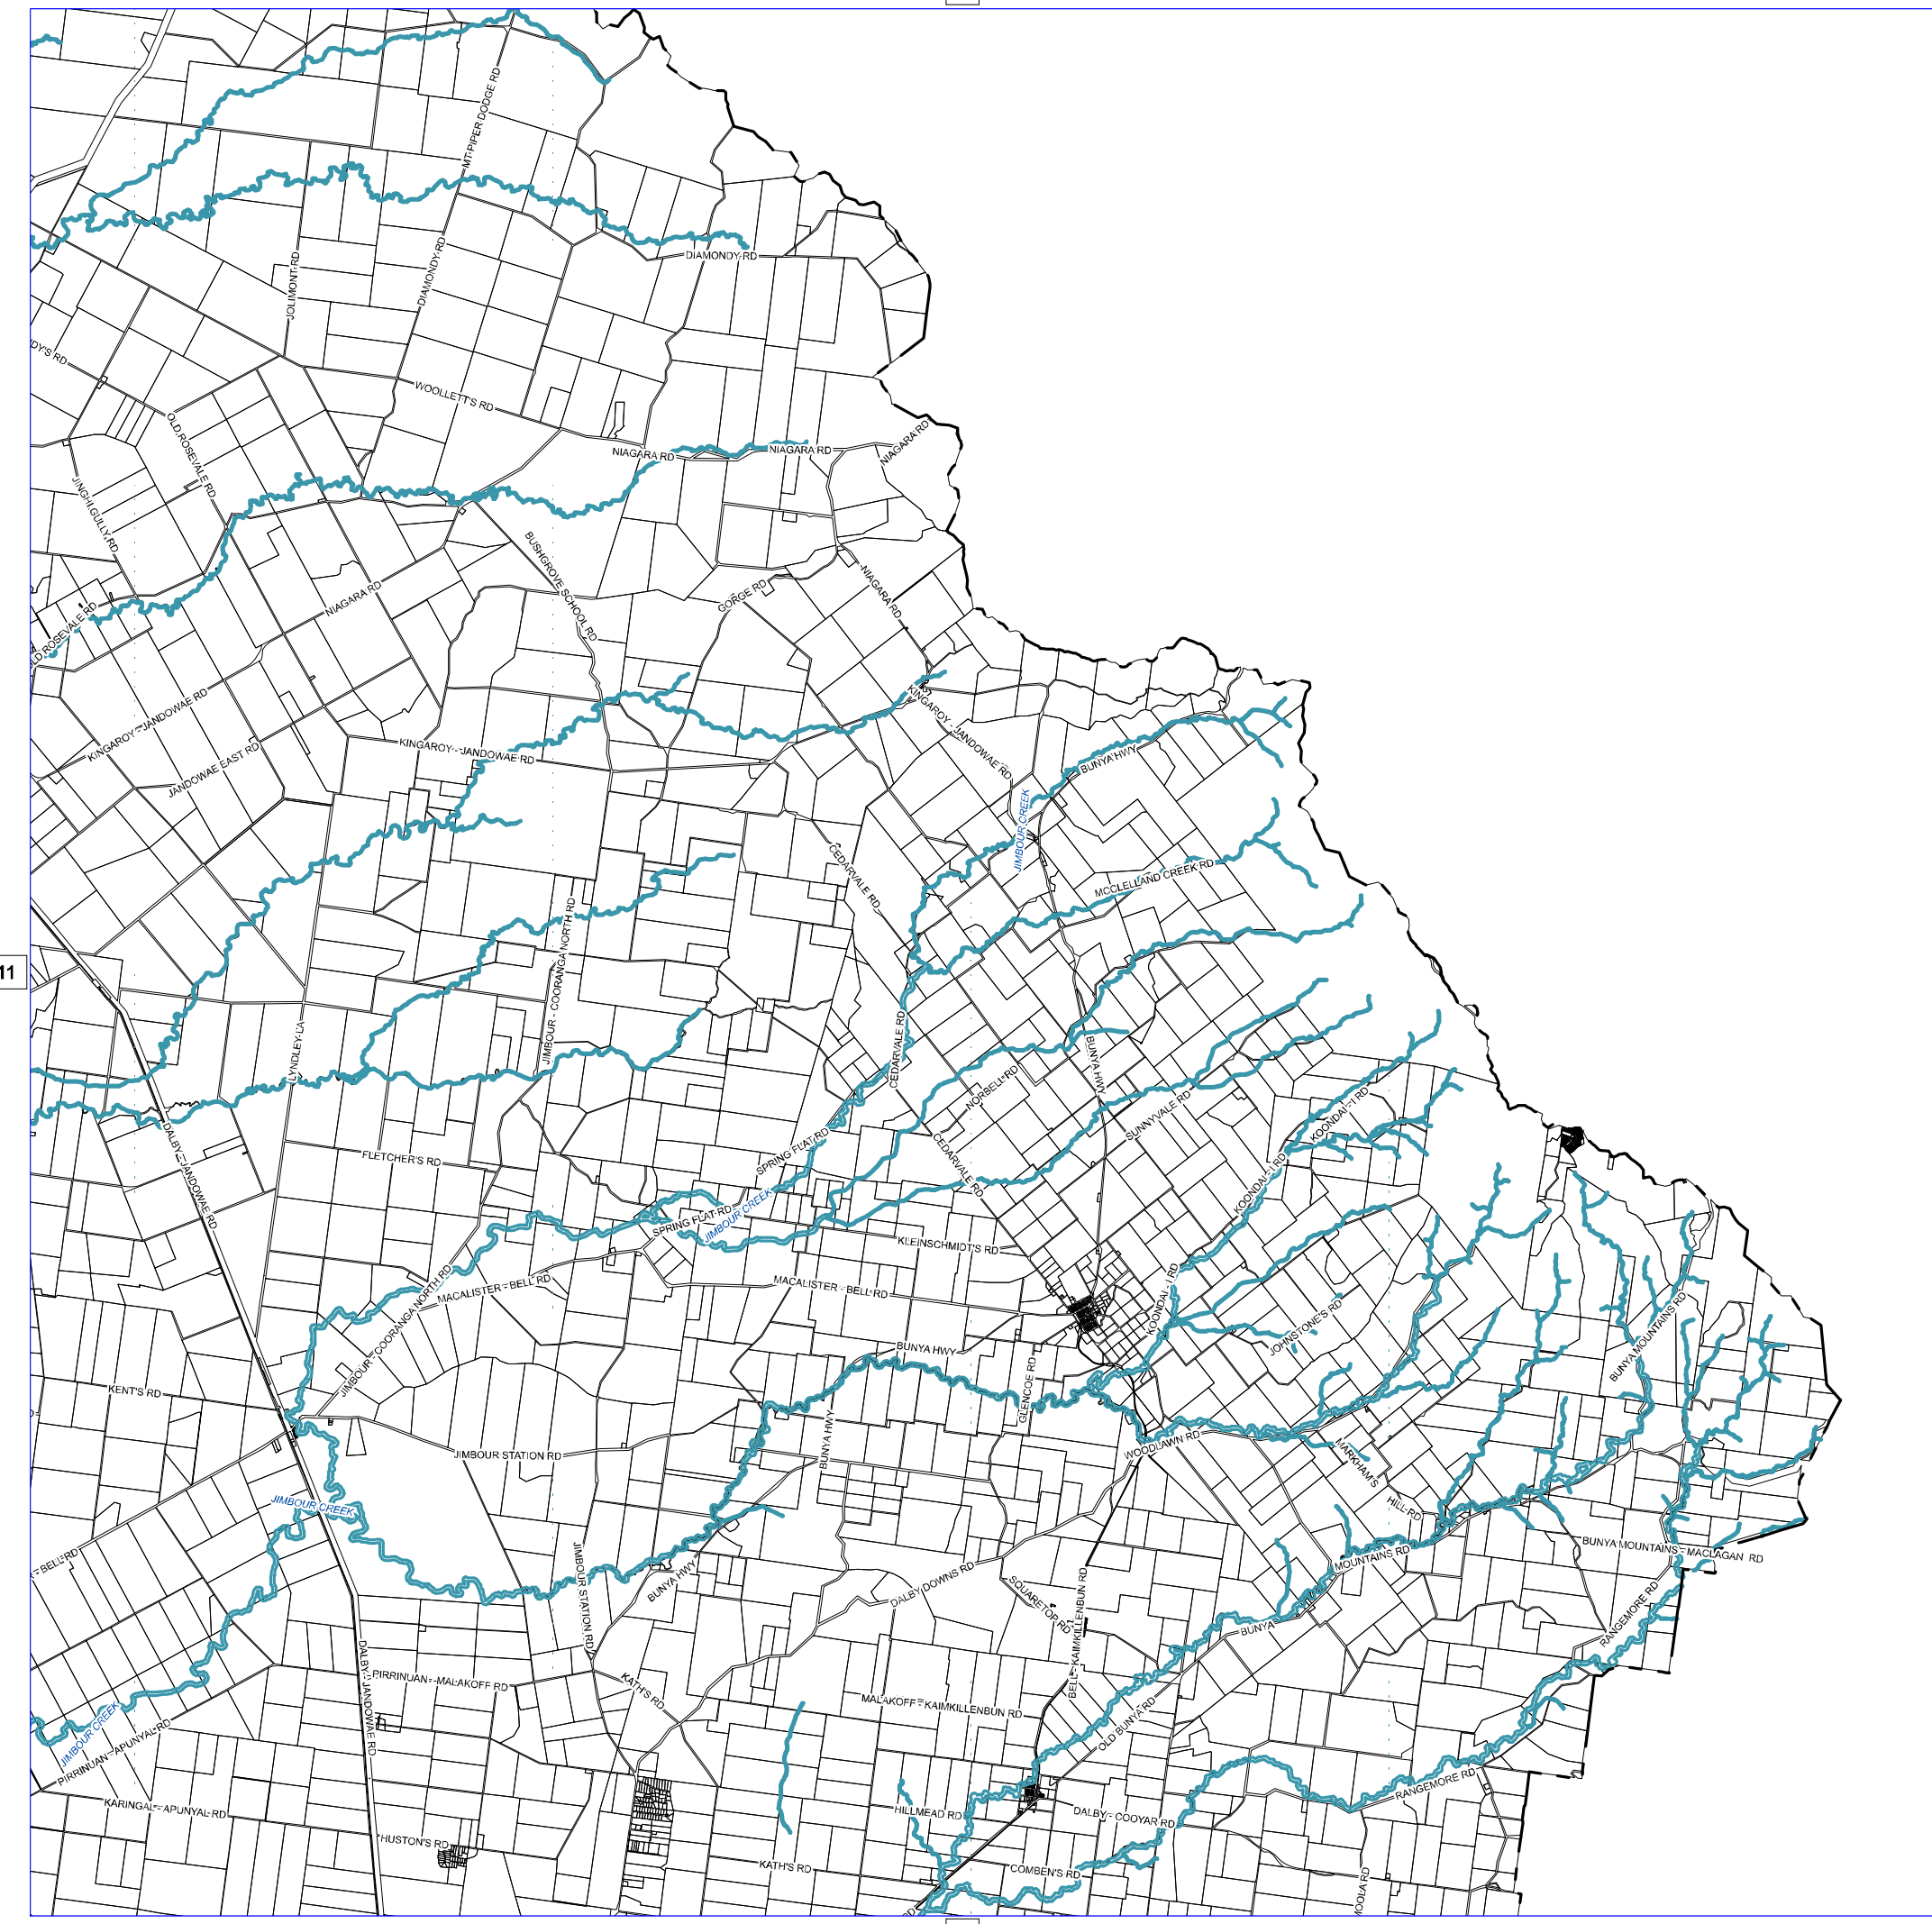 MT PIPER DODGE RD
DIAMONDY RD
JOLIMONT RD
DIAMONDY RD
DY'S RD
WOOLLETT'S RD
OLD ROSEVALE RD
NIAGARA RD
NIAGARA RD
NIAGARA RD
JINGHI GULLY RD
BUSHGROVE SCHOOL RD
NIAGARA RD
GORGE RD
NIAGARA RD
LD ROSEVALE RD
KINGAROY - JANDOWAE RD
JANDOWAE EAST RD
KINGAROY - JANDOWAE RD
KINGAROY - JANDOWAE RD
BUNYA HWY
JIMBOUR CREEK
CEDARVALE RD
MCCLELLAND CREEK RD
JIMBOUR - COORANGA NORTH RD
11
LYNDLEY LA
CEDARVALE RD
BUNYA HWY
NORBELL RD
SUNNYVALE RD
KOONDAI - I RD
DALBY - JANDOWAE RD
FLETCHER'S RD
SPRING FLAT RD
CEDARVALE RD
KOONDAI - I RD
SPRING FLAT RD
JIMBOUR CREEK
KLEINSCHMIDT'S RD
MACALISTER - BELL RD
MACALISTER - BELL RD
KOONDAI - I RD
JOHNSTONE'S RD
BUNYA MOUNTAINS RD
JIMBOUR - COORANGA NORTH RD
BUNYA HWY
KENT'S RD
GLENCOE RD
BUNYA HWY
JIMBOUR STATION RD
WOODLAWN RD
MARKHAM'S
HILL RD
JIMBOUR CREEK
- BELL RD
JIMBOUR STATION RD
BUNYA HWY
DALBY DOWNS RD
SQUARETOP RD
BELL - KAIMKILLENBUN RD
MOUNTAINS RD
BUNYA
BUNYA MOUNTAINS - MACLAGAN RD
RANGEMORE RD
DALBY - JANDOWAE RD
PIRRINUAN - MALAKOFF RD
KATH'S RD
MALAKOFF - KAIMKILLENBUN RD
OLD BUNYA RD
JIMBOUR CREEK
PIRRINUAN - APUNYAL RD
KARINGAL - APUNYAL RD
HUSTON'S RD
HILLMEAD RD
DALBY - COOYAR RD
RANGEMORE RD
KATH'S RD
COMBEN'S RD
MOOLA RD
RD